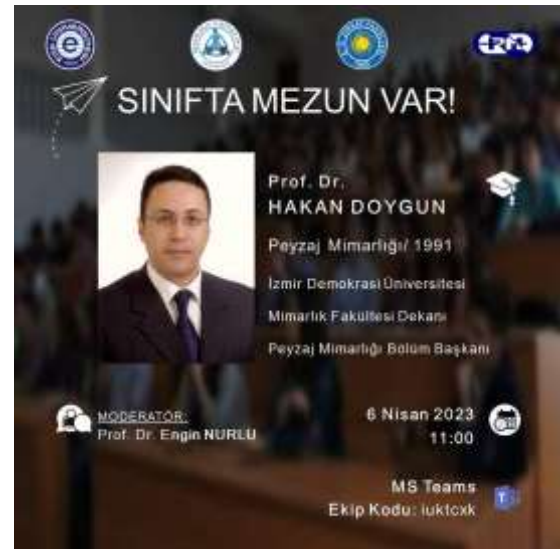 SINIFTA MEZUN VAR!
Prof. Dr.
HAKAN DOYGUN
Peyzaj Mimarlığı/ 1991
İzmir Demokrasi Üniversitesi
Mimarlık Fakültesi Dekanı
Peyzaj Mimarlığı Bölüm Başkanı
MODERATÖR:
Prof. Dr. Engin NURLU
6 Nisan 2023
11:00
MS Teams
Ekip Kodu: iuktcxk